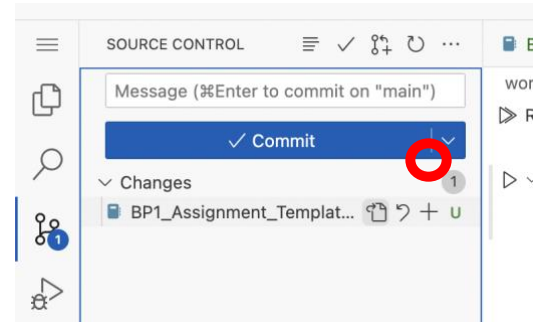 SOURCE CONTROL
Message (⌘Enter to commit on "main")
Commit
Changes
1
BP1_Assignment_Templat...
U
1